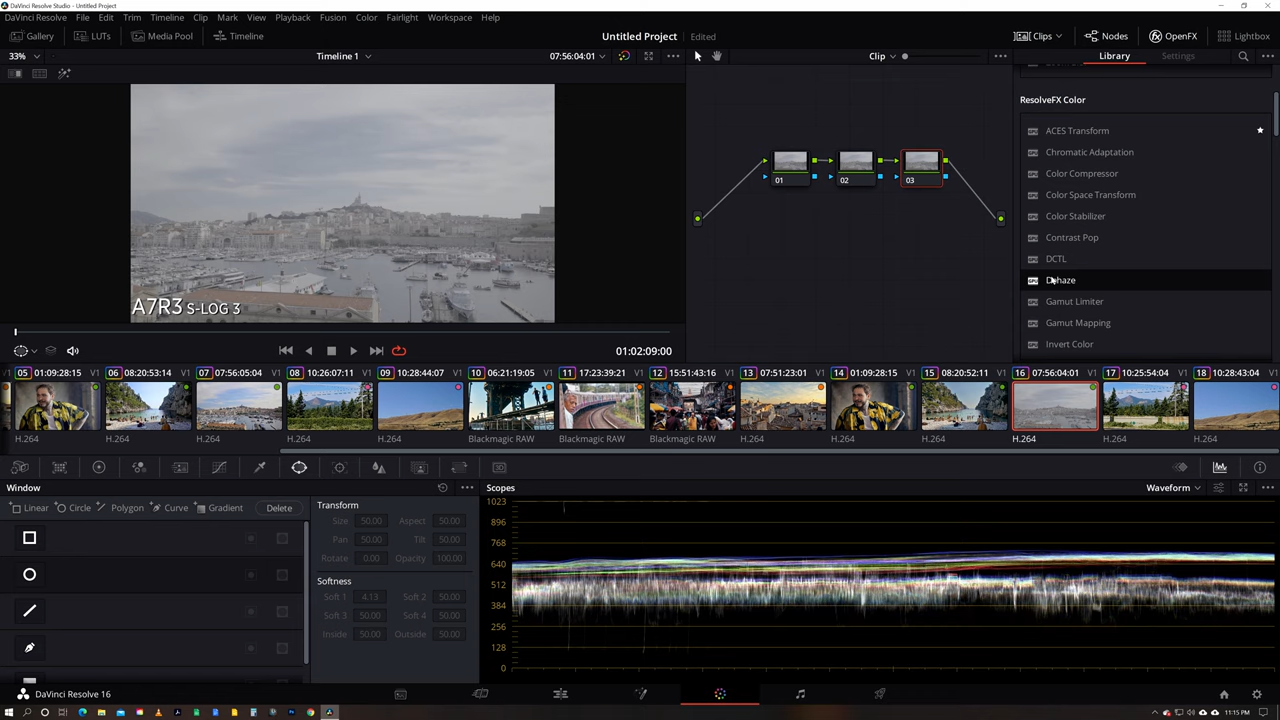 DaVinci Resolve Studio - Untitled Project
DaVinci Resolve File Edit Trim Timeline Clip Mark View Playback Fusion Color Fairlight Workspace Help
Gallery LUTs Media Pool Timeline Untitled Project Edited Clips Nodes OpenFX Lightbox
33% Timeline 1 07:56:04:01 Clip Library Settings
ResolveFX Color
ACES Transform
Chromatic Adaptation
Color Compressor
Color Space Transform
Color Stabilizer
Contrast Pop
DCTL
Dehaze
Gamut Limiter
Gamut Mapping
Invert Color
01 02 03
A7R3 S-LOG 3
01:02:09:00
05 01:09:28:15 V1 06 08:20:53:14 V1 07 07:56:05:04 V1 08 10:26:07:11 V1 09 10:28:44:07 V1 10 06:21:19:05 V1 11 17:23:39:21 V1 12 15:51:43:16 V1 13 07:51:23:01 V1 14 01:09:28:15 V1 15 08:20:52:11 V1 16 07:56:04:01 V1 17 10:25:54:04 V1 18 10:28:43:04 V1
H.264 H.264 H.264 H.264 H.264 Blackmagic RAW Blackmagic RAW Blackmagic RAW H.264 H.264 H.264 H.264 H.264 H.264
3D
Window
Linear Circle Polygon Curve Gradient Delete
Transform
Size 50.00 Aspect 50.00
Pan 50.00 Tilt 50.00
Rotate 0.00 Opacity 100.00
Softness
Soft 1 4.13 Soft 2 50.00
Soft 3 50.00 Soft 4 50.00
Inside 50.00 Outside 50.00
Scopes Waveform
1023
896
768
640
512
384
256
128
0
DaVinci Resolve 16
11:15 PM